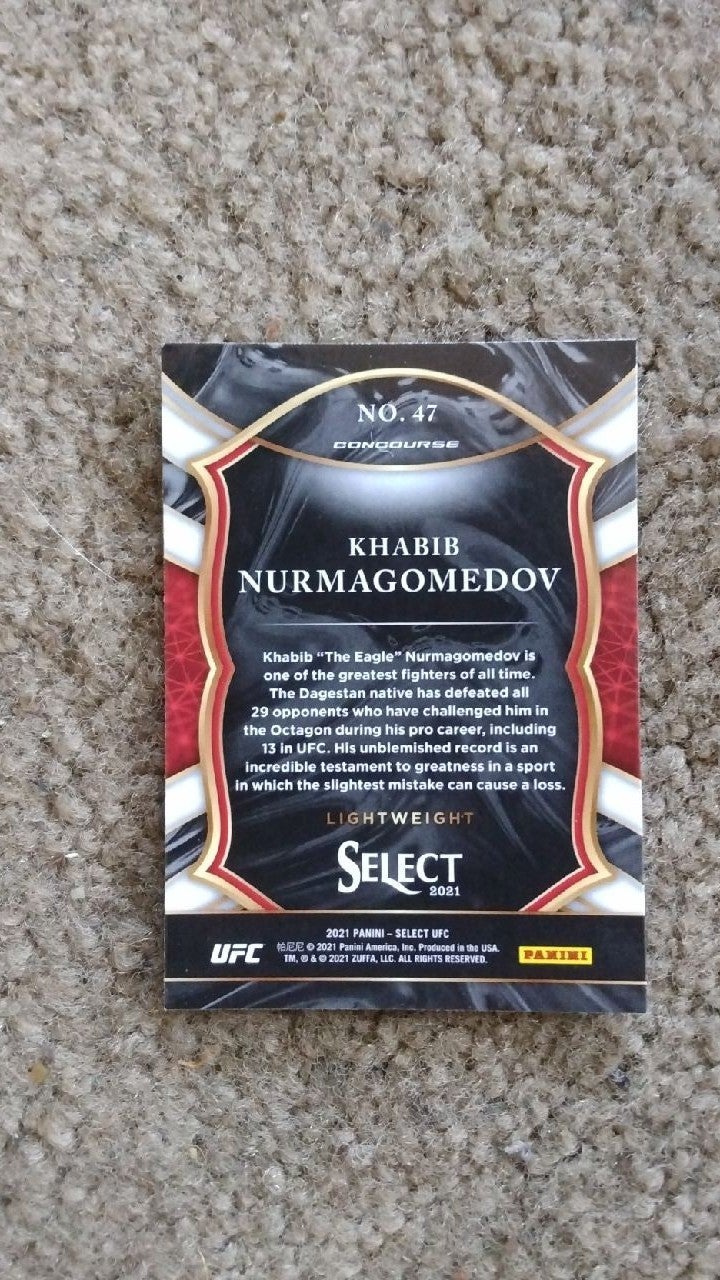 NO. 47
CONCOURSE
KHABIB
NURMAGOMEDOV
Khabib “The Eagle” Nurmagomedov is
one of the greatest fighters of all time.
The Dagestan native has defeated all
29 opponents who have challenged him in
the Octagon during his pro career, including
13 in UFC. His unblemished record is an
incredible testament to greatness in a sport
in which the slightest mistake can cause a loss.
LIGHTWEIGHT
SELECT
2021
2021 PANINI – SELECT UFC
帕尼尼 © 2021 Panini America, Inc. Produced in the USA.
TM, ® & © 2021 ZUFFA, LLC. ALL RIGHTS RESERVED.
UFC
PANINI